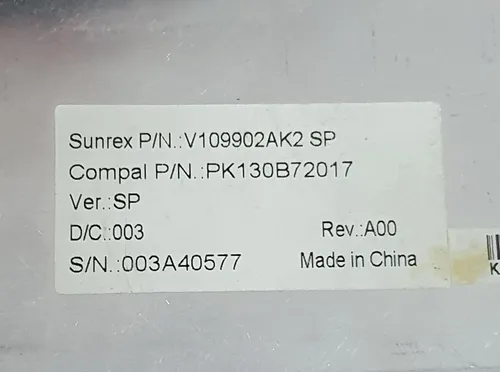 Sunrex P/N.:V109902AK2 SP
Compal P/N.:PK130B72017
Ver.:SP
D/C.:003 Rev.:A00
S/N.:003A40577 Made in China
K